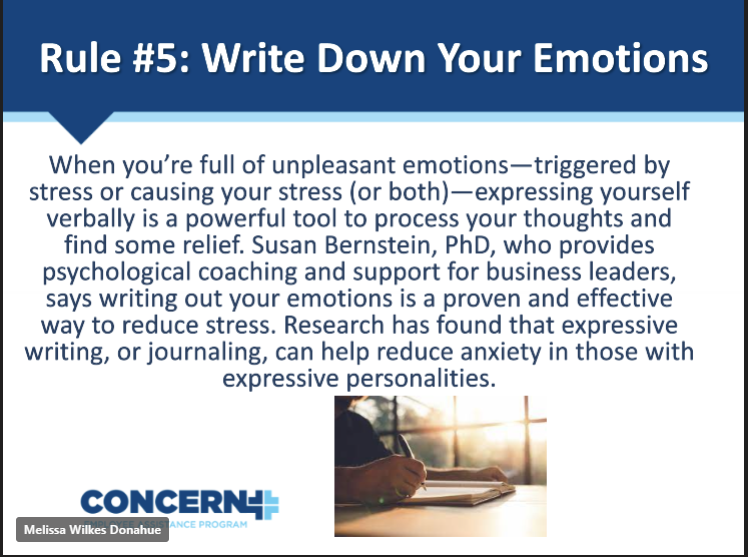 Rule #5: Write Down Your Emotions
When you’re full of unpleasant emotions—triggered by
stress or causing your stress (or both)—expressing yourself
verbally is a powerful tool to process your thoughts and
find some relief. Susan Bernstein, PhD, who provides
psychological coaching and support for business leaders,
says writing out your emotions is a proven and effective
way to reduce stress. Research has found that expressive
writing, or journaling, can help reduce anxiety in those with
expressive personalities.
CONCERN
PROGRAM
Melissa Wilkes Donahue